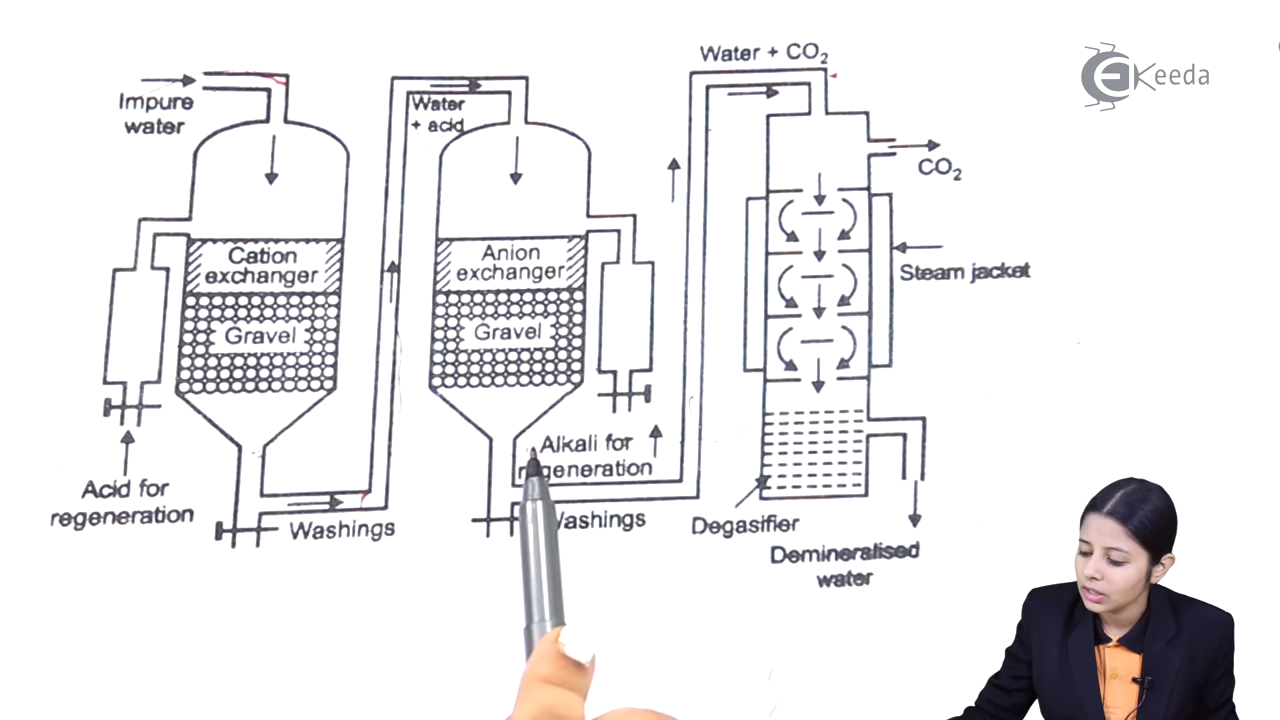 Impure
water
Water
+ acid
Water + CO₂
Keeda
CO₂
Cation
exchanger
Anion
exchanger
Steam jacket
Gravel
Gravel
Acid for
regeneration
Alkali for
regeneration
Washings
Washings
Degasifier
Demineralised
water